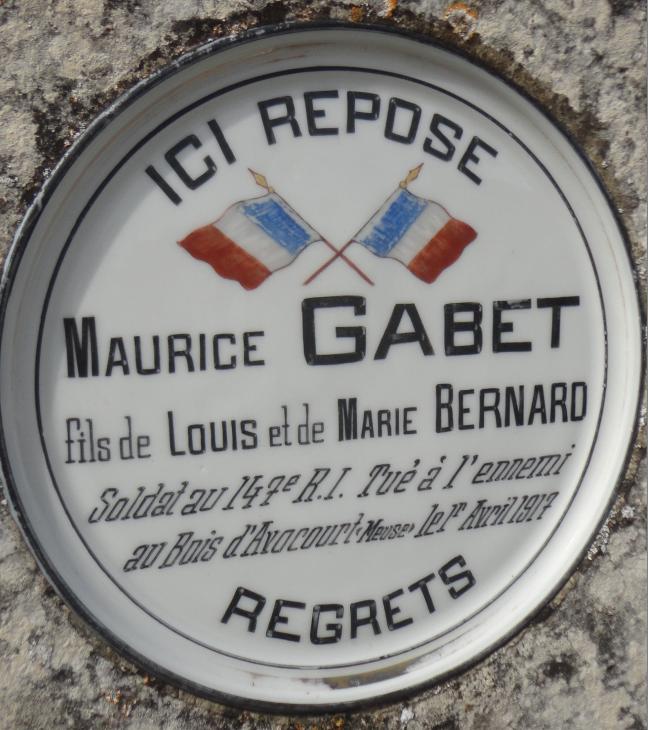 ICI REPOSE
MAURICE GABET
fils de LOUIS et de MARIE BERNARD
Soldat au 147e R.I. Tué à l'ennemi
au Bois d'Avocourt "Meuse" le 1r Avril 1917
REGRETS